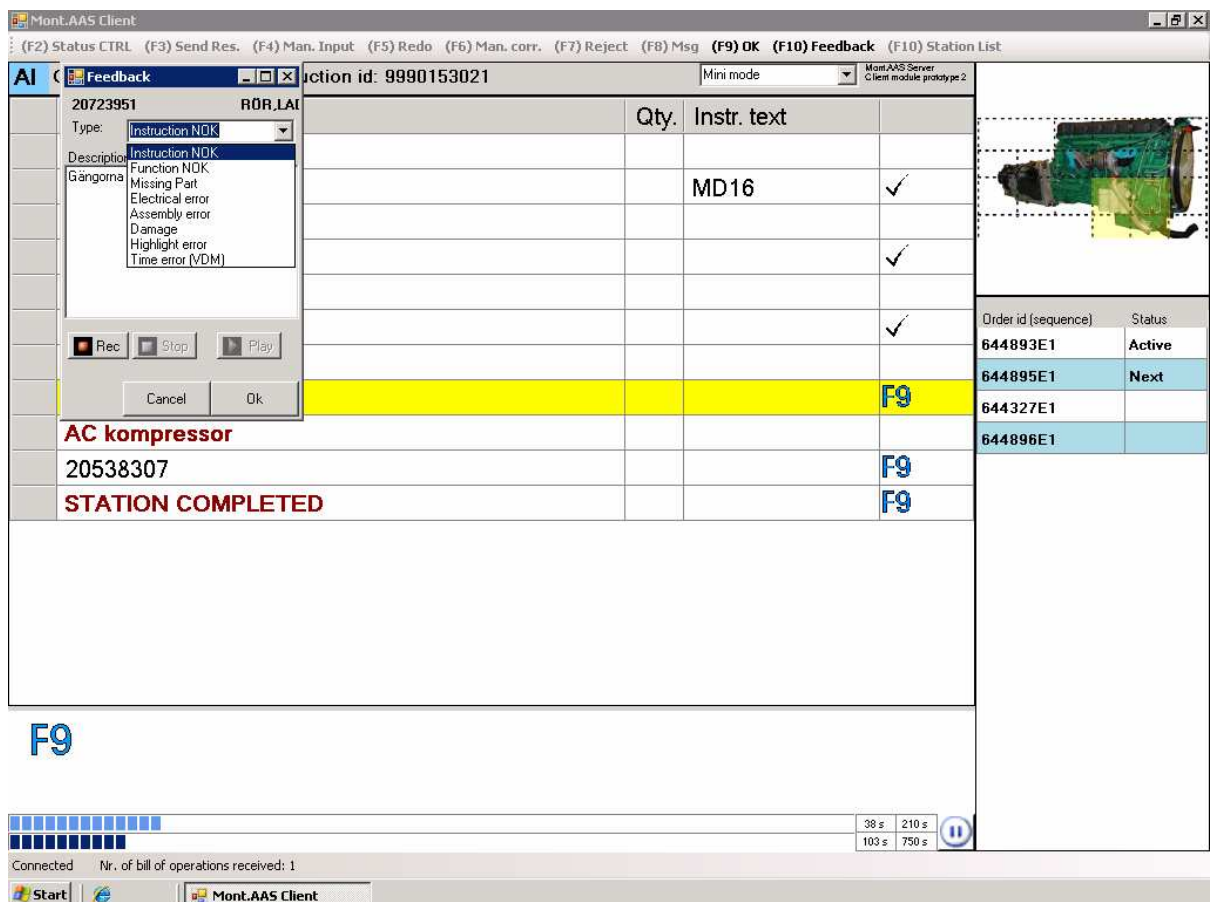 Mont.AAS Client
(F2) Status CTRL (F3) Send Res. (F4) Man. Input (F5) Redo (F6) Man. corr. (F7) Reject (F8) Msg (F9) OK (F10) Feedback (F10) Station List
AI
Feedback
uction id: 9990153021
Mini mode
Mont.AAS Server
Client module prototype 2
20723951 RÖR,LAD
Type: Instruction NOK
Qty. Instr. text
Description
Instruction NOK
Function NOK
Gängorna
Missing Part
Electrical error
Assembly error
Damage
Highlight error
Time error (VDM)
MD16 ✓
✓
✓
Rec Stop Play
Cancel Ok
F9
AC kompressor
20538307 F9
STATION COMPLETED F9
Order id (sequence) Status
644893E1 Active
644895E1 Next
644327E1
644896E1
F9
38 s 210 s
103 s 750 s
Connected Nr. of bill of operations received: 1
Start Mont.AAS Client